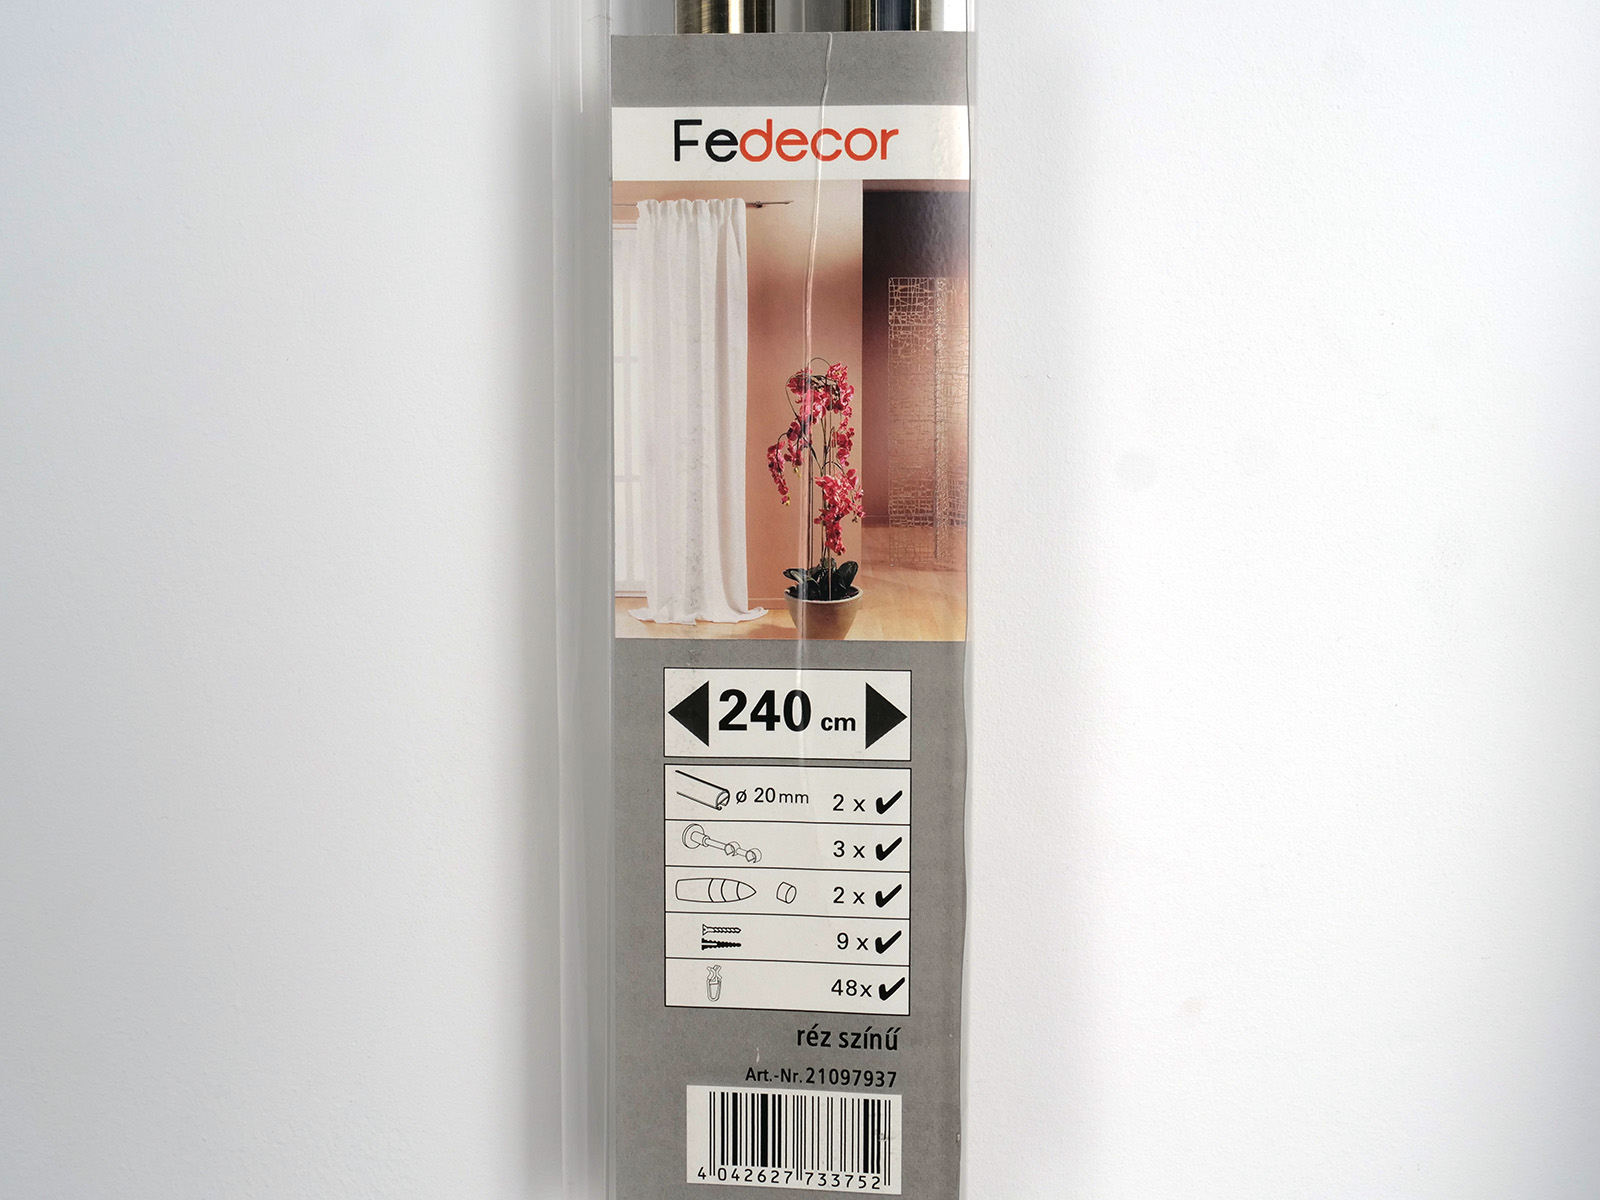 Fedecor
240 cm
ø 20mm 2 x ✔
3 x ✔
2 x ✔
9 x ✔
48x ✔
réz színű
Art.-Nr. 21097937
4 042627 733752